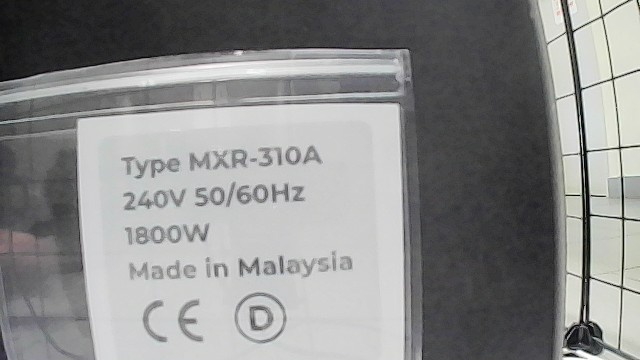 Type MXR-310A
240V 50/60Hz
1800W
Made in Malaysia
CE D